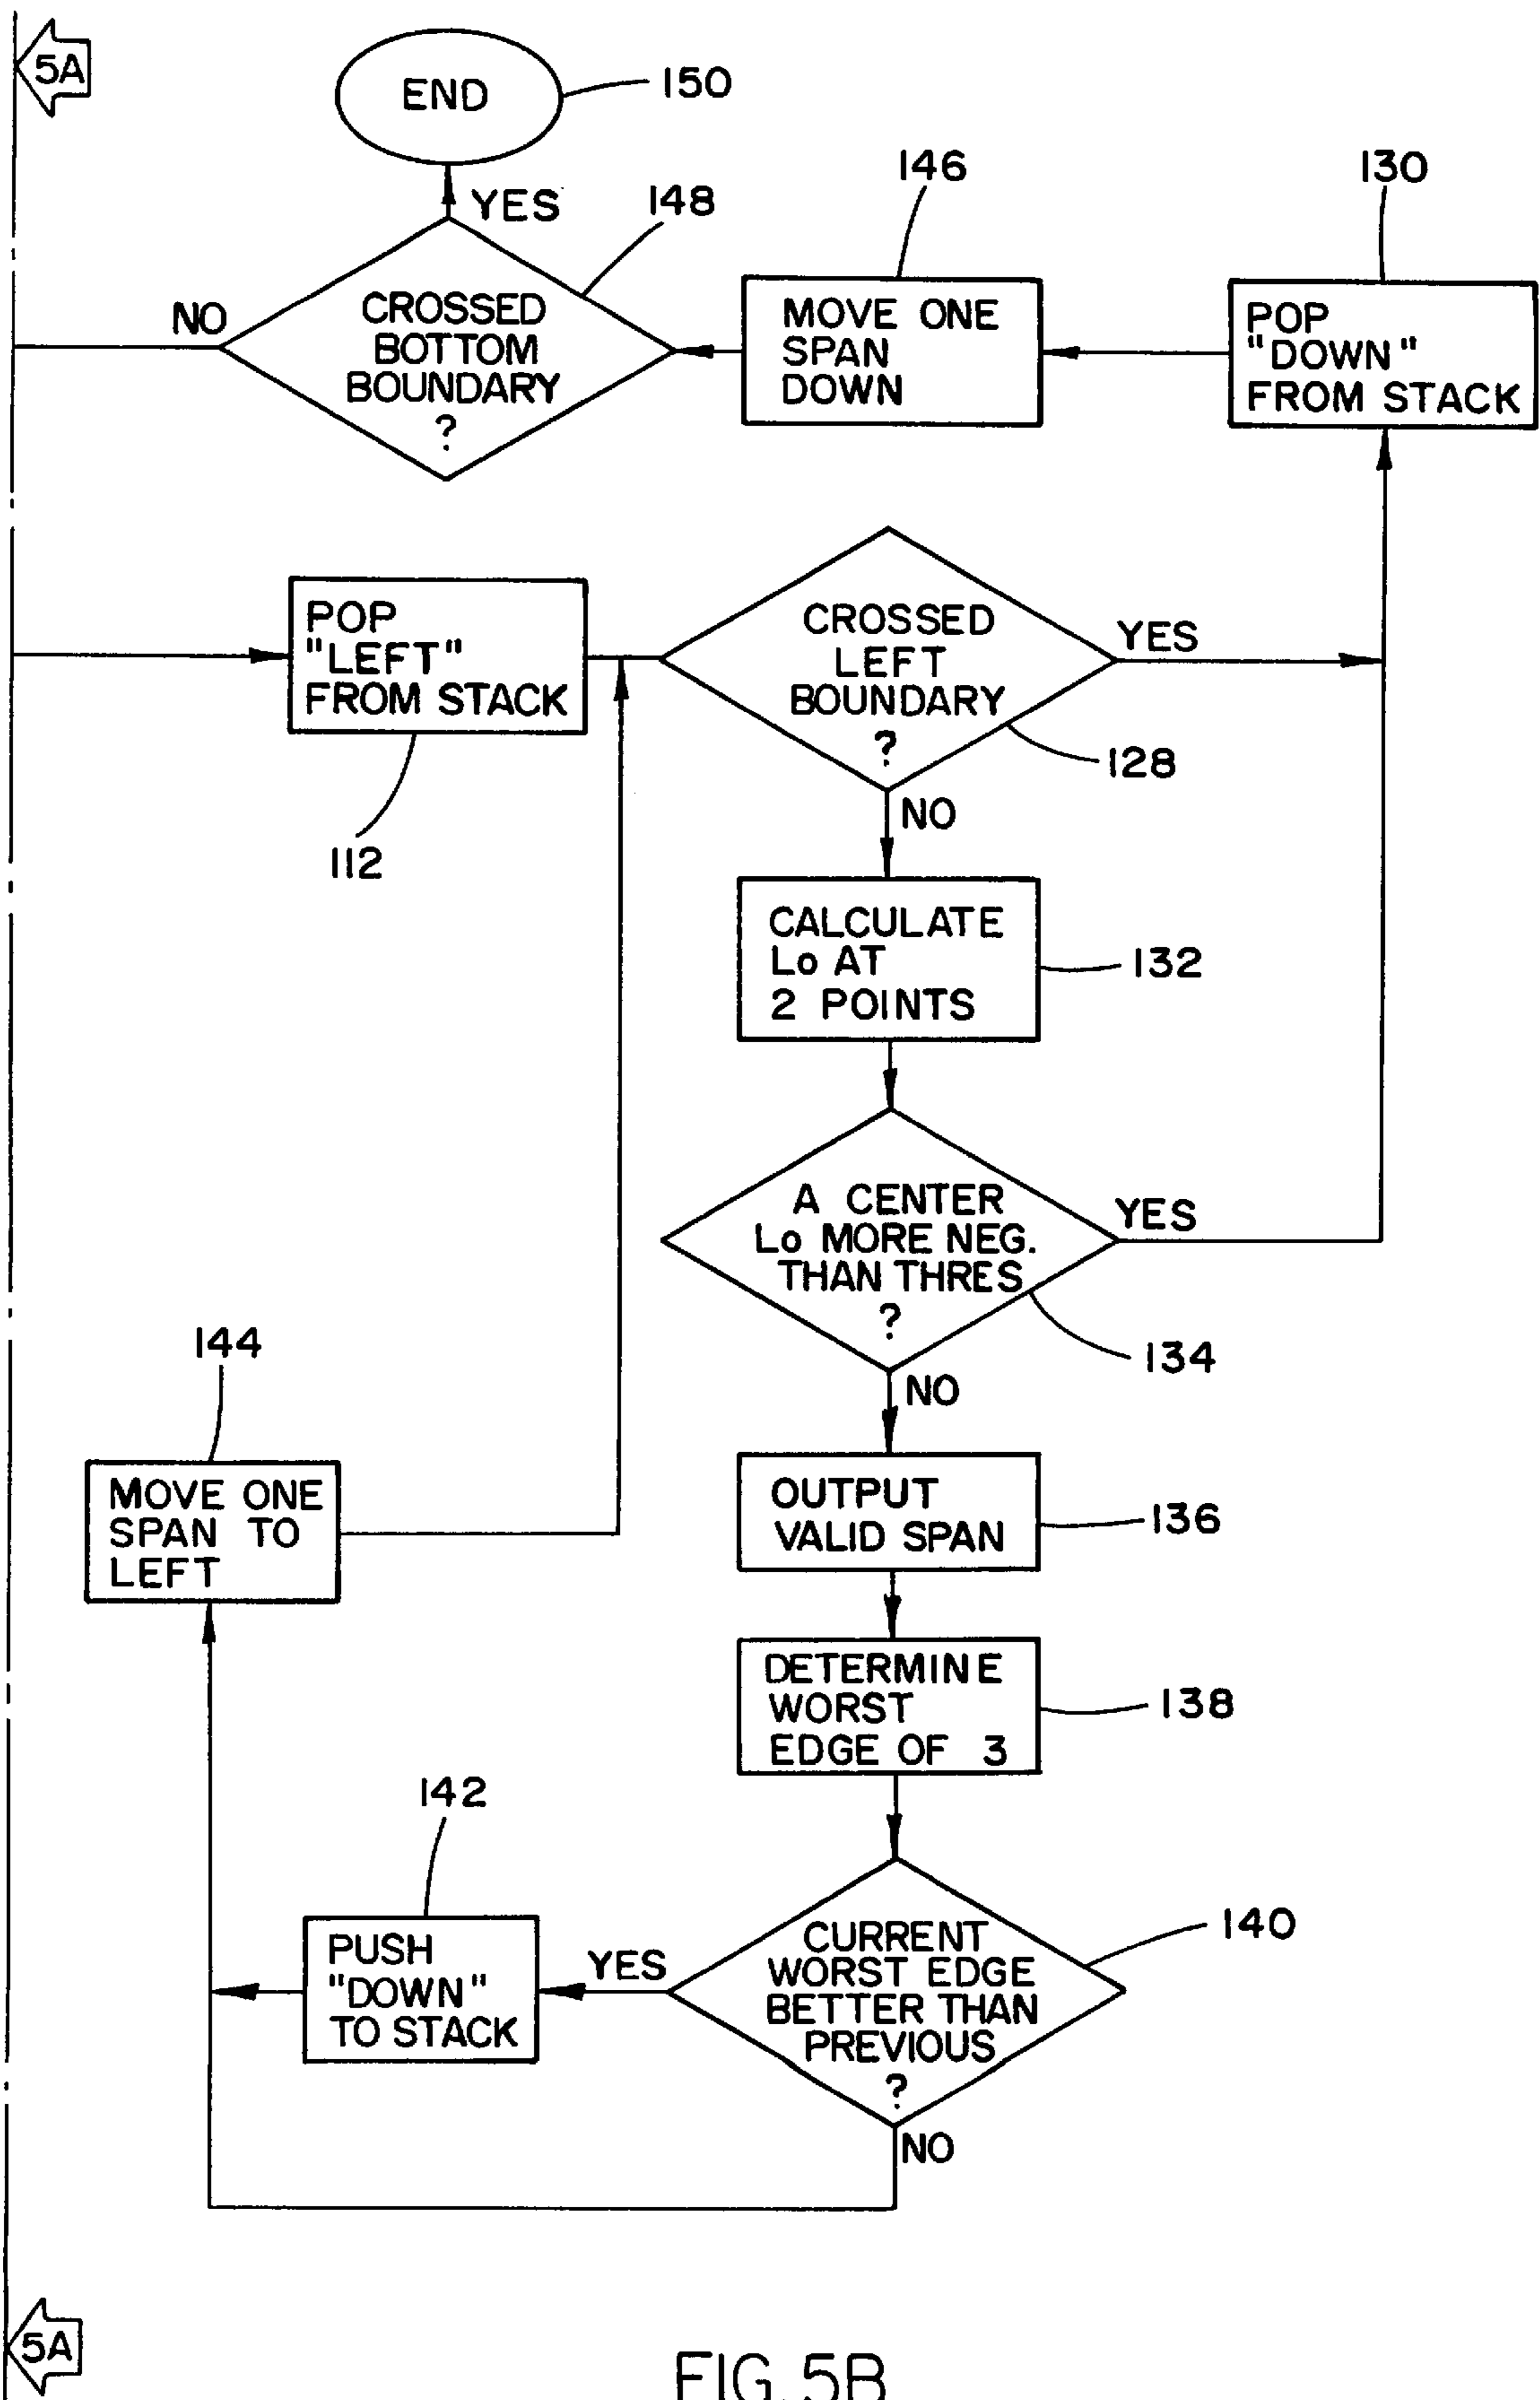 5A
END
150
YES
148
146
130
NO
CROSSED
BOTTOM
BOUNDARY
?
MOVE ONE
SPAN
DOWN
POP
"DOWN"
FROM STACK
POP
"LEFT"
FROM STACK
112
CROSSED
LEFT
BOUNDARY
?
YES
128
NO
CALCULATE
Lo AT
2 POINTS
132
A CENTER
Lo MORE NEG.
THAN THRES
?
YES
134
NO
144
MOVE ONE
SPAN TO
LEFT
OUTPUT
VALID SPAN
136
DETERMINE
WORST
EDGE OF 3
138
142
PUSH
"DOWN"
TO STACK
YES
CURRENT
WORST EDGE
BETTER THAN
PREVIOUS
?
140
NO
5A
FIG. 5B